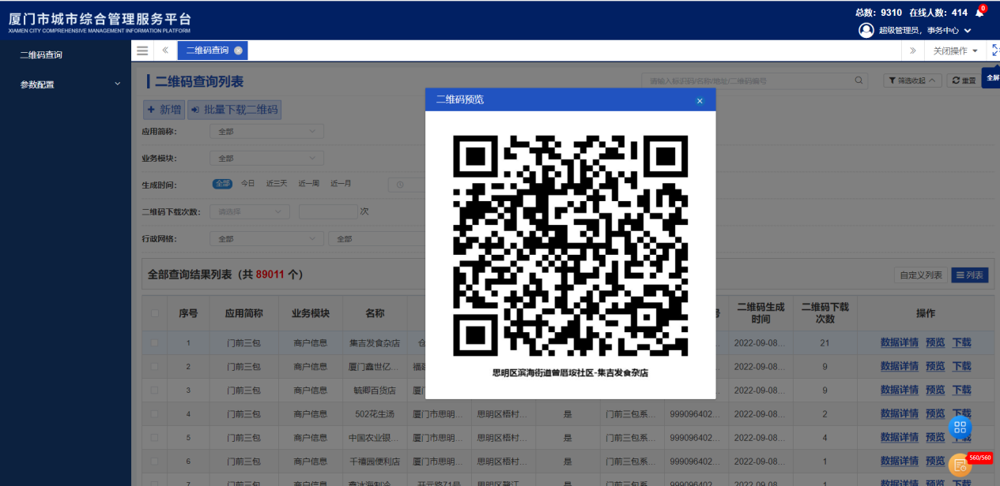 厦门市城市综合管理服务平台
XIAMEN CITY COMPREHENSIVE MANAGEMENT INFORMATION PLATFORM
总数：9310 在线人数：414 0
超级管理员，事务中心
二维码查询
参数配置
二维码查询
关闭操作
全屏
二维码查询列表
请输入标识码/名称/地址/二维码编号
筛选收起
重置
新增 批量下载二维码
应用简称： 全部
业务模块： 全部
生成时间： 全部 今日 近三天 近一周 近一月
二维码下载次数： 请选择 次
行政网格： 全部 全部
二维码预览
思明区滨海街道曾厝垵社区-集吉发食杂店
全部查询结果列表（共 89011 个）
自定义列表 列表
序号 应用简称 业务模块 名称 二维码生成时间 二维码下载次数 操作
1 门前三包 商户信息 集吉发食杂店 2022-09-08... 21 数据详情 预览 下载
2 门前三包 商户信息 厦门鑫世亿... 2022-09-08... 9 数据详情 预览 下载
3 门前三包 商户信息 毓卿百货店 2022-09-08... 9 数据详情 预览 下载
4 门前三包 商户信息 502花生汤 厦门市思明... 思明区梧村... 是 门前三包系... 999096402... 2022-09-08... 2 数据详情 预览 下载
5 门前三包 商户信息 中国农业银... 厦门市思明... 思明区梧村... 是 门前三包系... 999096402... 2022-09-08... 4 数据详情 预览 下载
6 门前三包 商户信息 千禧园便利店 厦门市思明... 思明区梧村... 是 门前三包系... 999096402... 2022-09-08... 1 数据详情 预览
560/560
7 门前三包 商户信息 开元路71号 是 门前三包系... 999096402... 2022-09-08... 1 数据详情 预览 下载